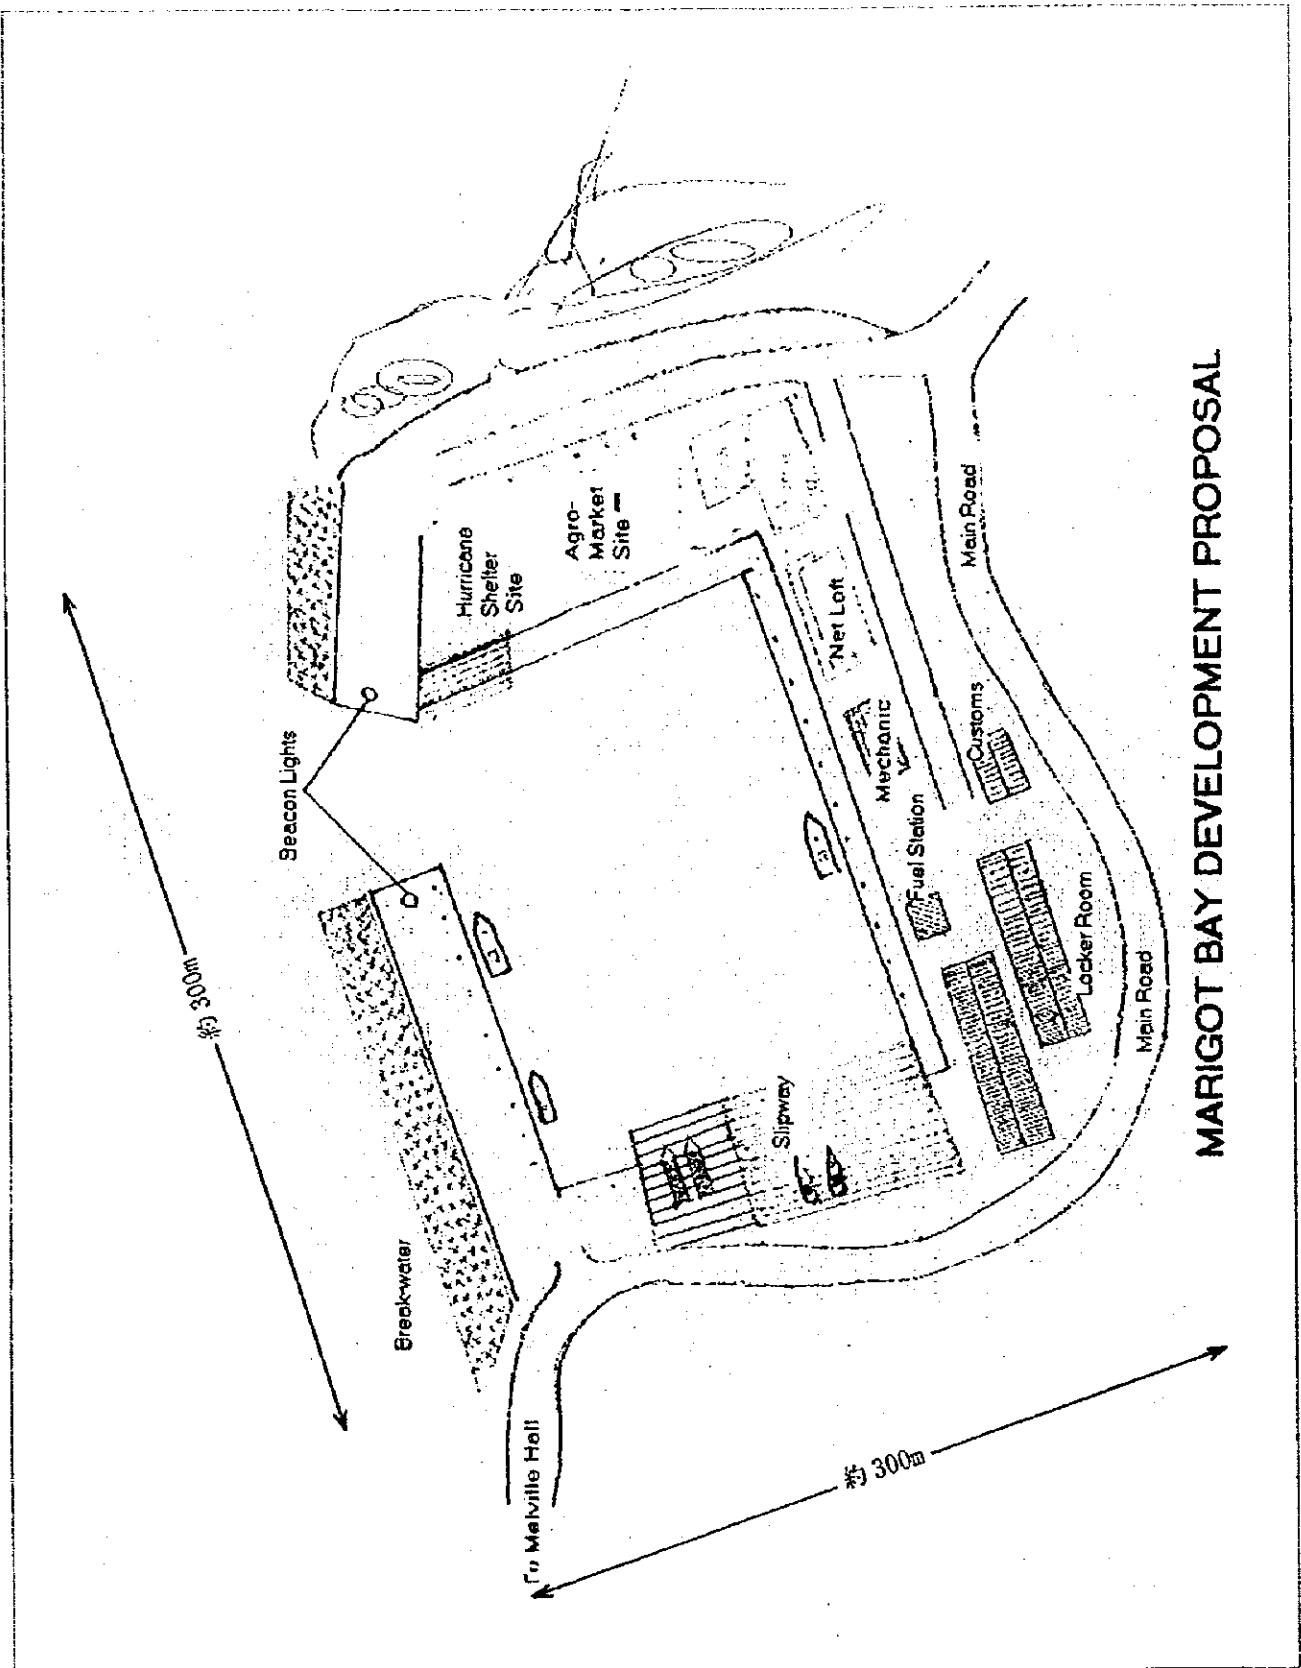 Break-water
約 300m
Beacon Lights
Hurricane
Shelter
Site
Agro-
Market
Site
To Melville Hall
Slipway
Fuel Station
Mechanic
Net Loft
約 300m
Locker Room
Customs
Main Road
Main Road
MARIGOT BAY DEVELOPMENT PROPOSAL